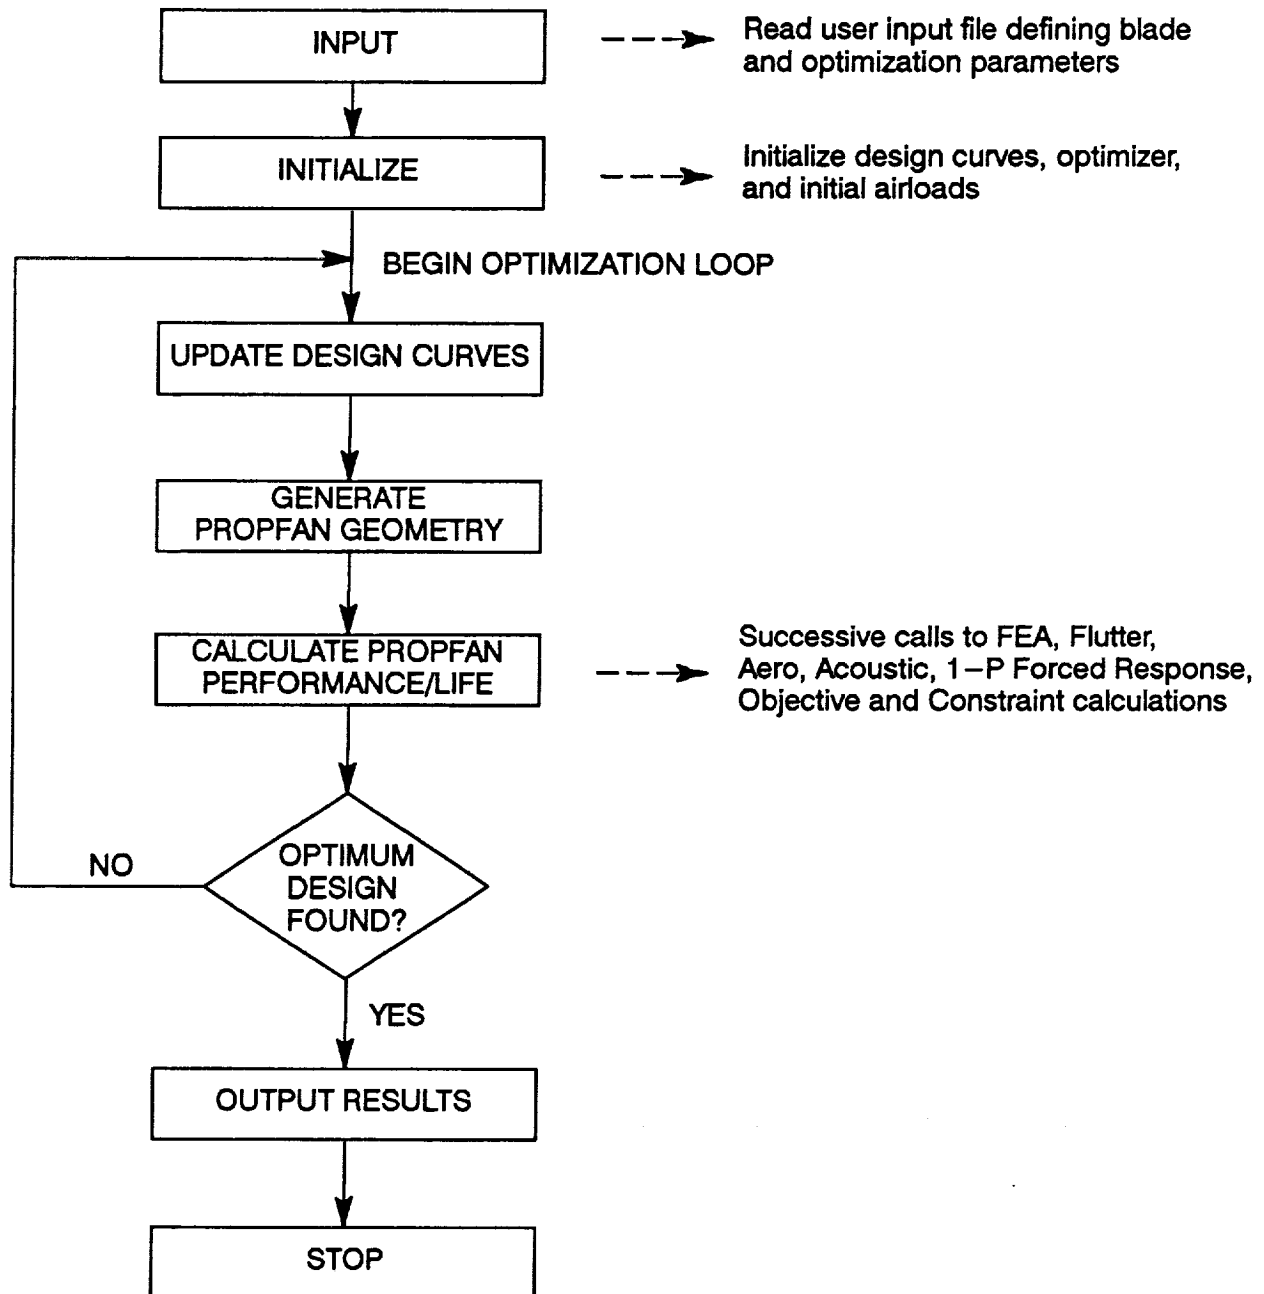 INPUT
Read user input file defining blade
and optimization parameters
INITIALIZE
Initialize design curves, optimizer,
and initial airloads
BEGIN OPTIMIZATION LOOP
UPDATE DESIGN CURVES
GENERATE
PROPFAN GEOMETRY
CALCULATE PROPFAN
PERFORMANCE/LIFE
Successive calls to FEA, Flutter,
Aero, Acoustic, 1–P Forced Response,
Objective and Constraint calculations
NO
OPTIMUM
DESIGN
FOUND?
YES
OUTPUT RESULTS
STOP